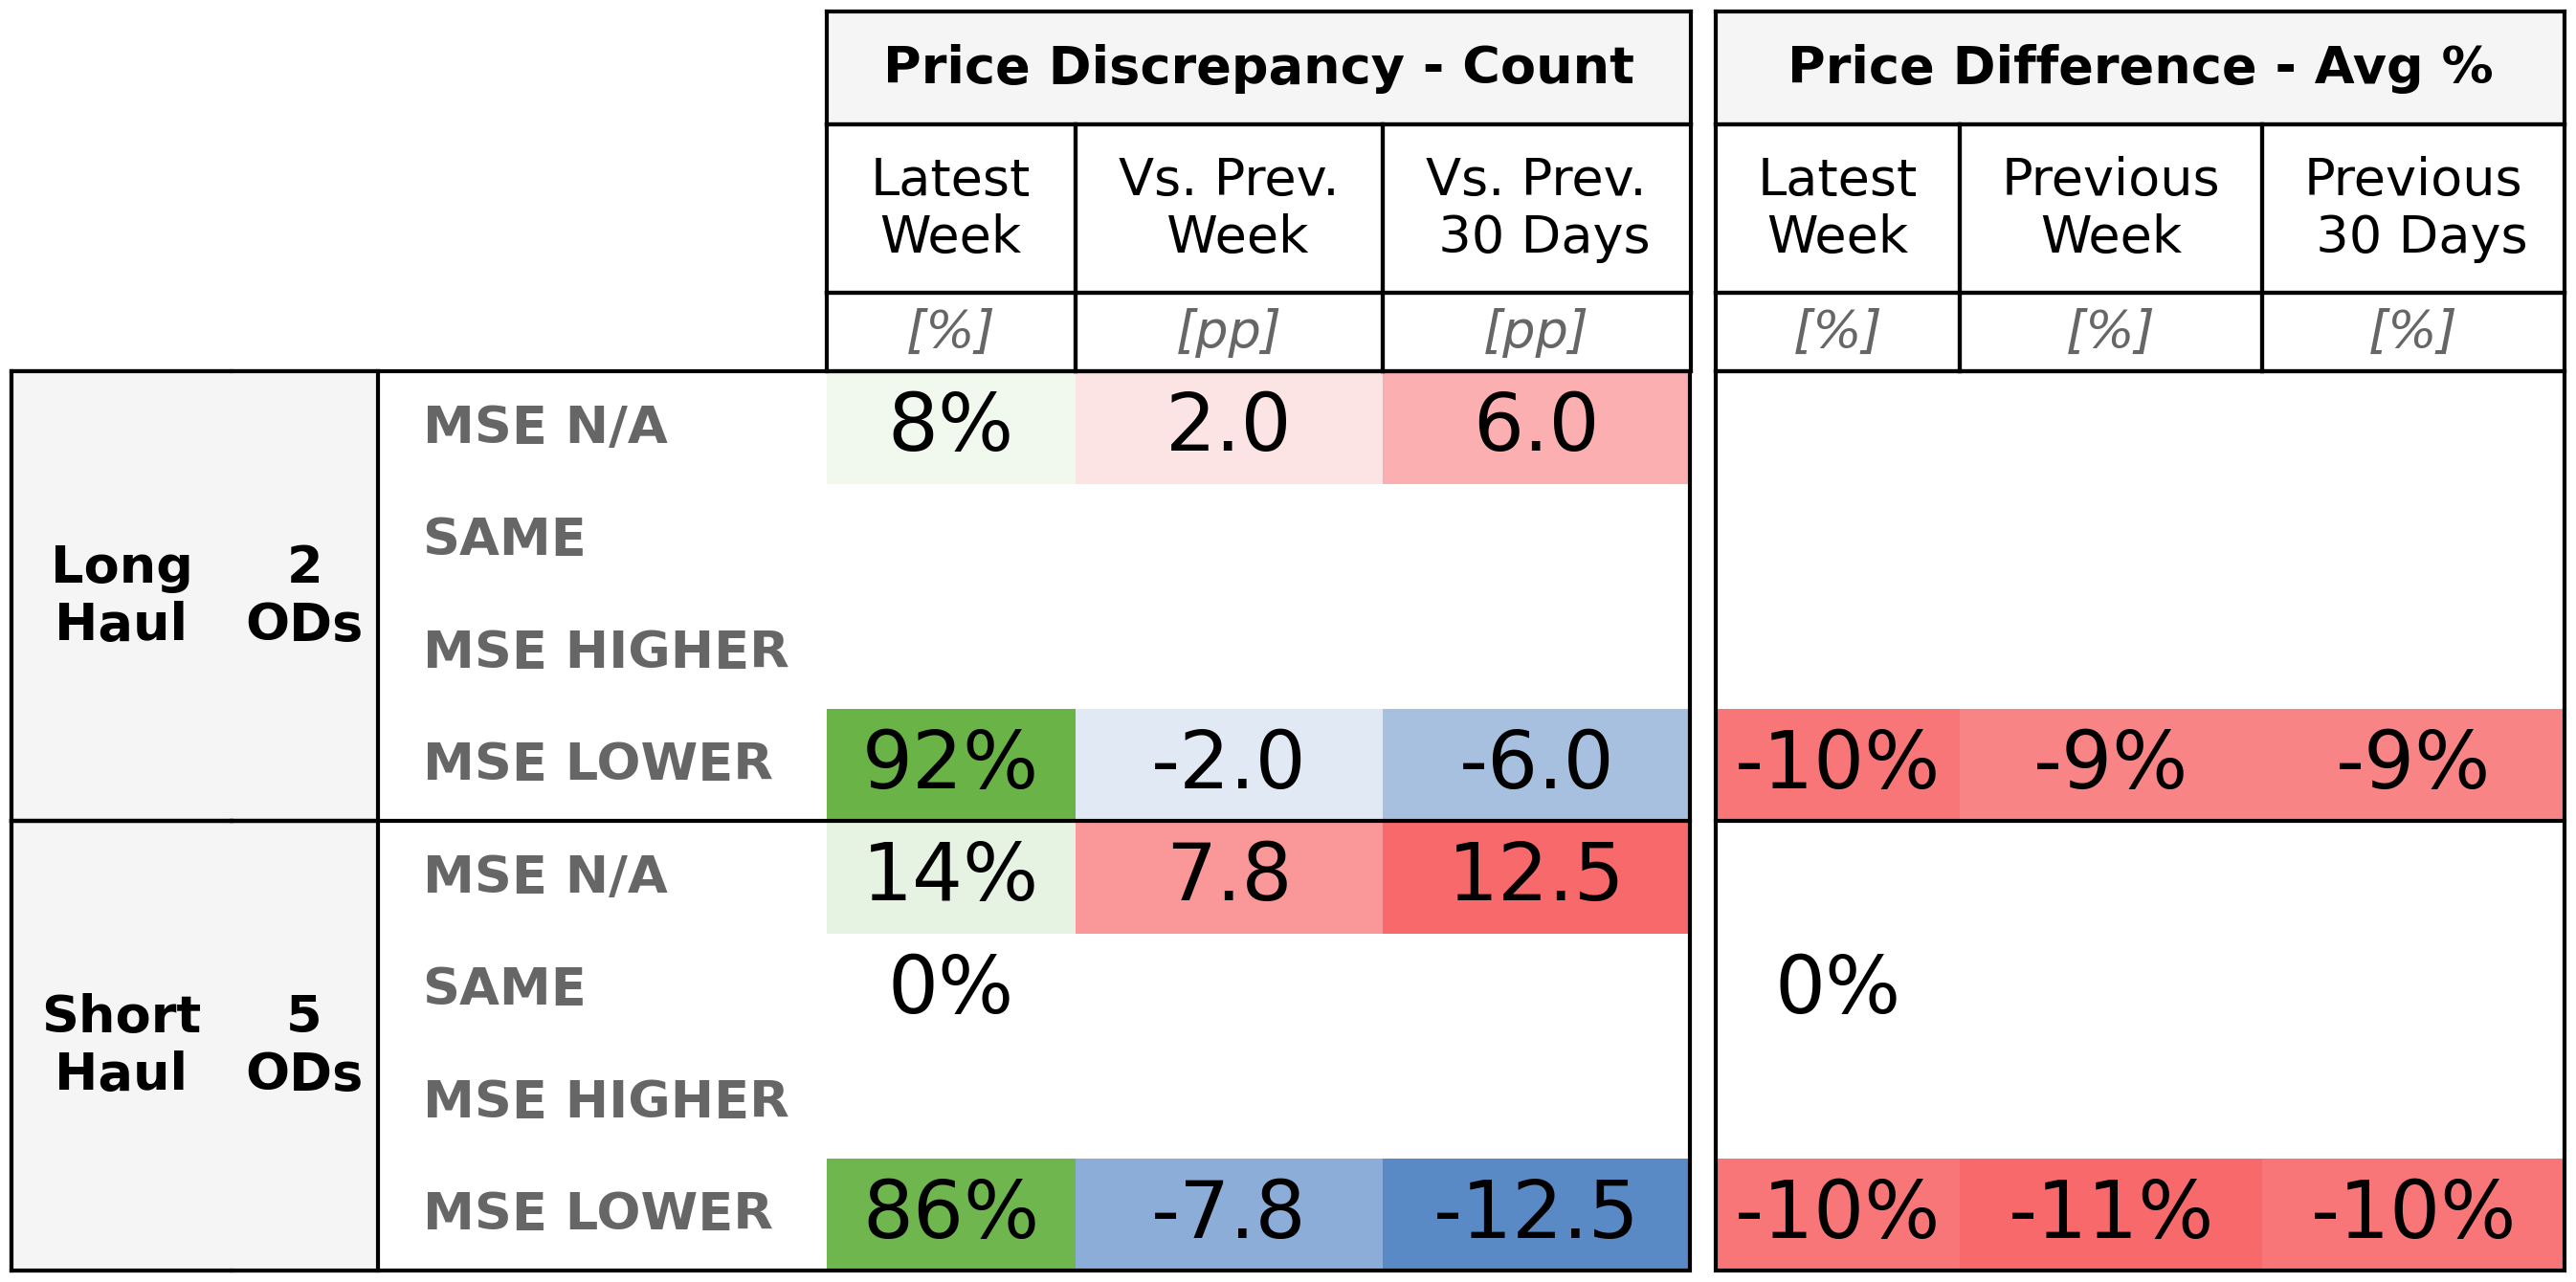 Price Discrepancy - Count Price Difference - Avg %
Latest Week Vs. Prev. Week Vs. Prev. 30 Days Latest Week Previous Week Previous 30 Days
[%] [pp] [pp] [%] [%] [%]
Long Haul 2 ODs
MSE N/A 8% 2.0 6.0
SAME
MSE HIGHER
MSE LOWER 92% -2.0 -6.0 -10% -9% -9%
Short Haul 5 ODs
MSE N/A 14% 7.8 12.5
SAME 0% 0%
MSE HIGHER
MSE LOWER 86% -7.8 -12.5 -10% -11% -10%